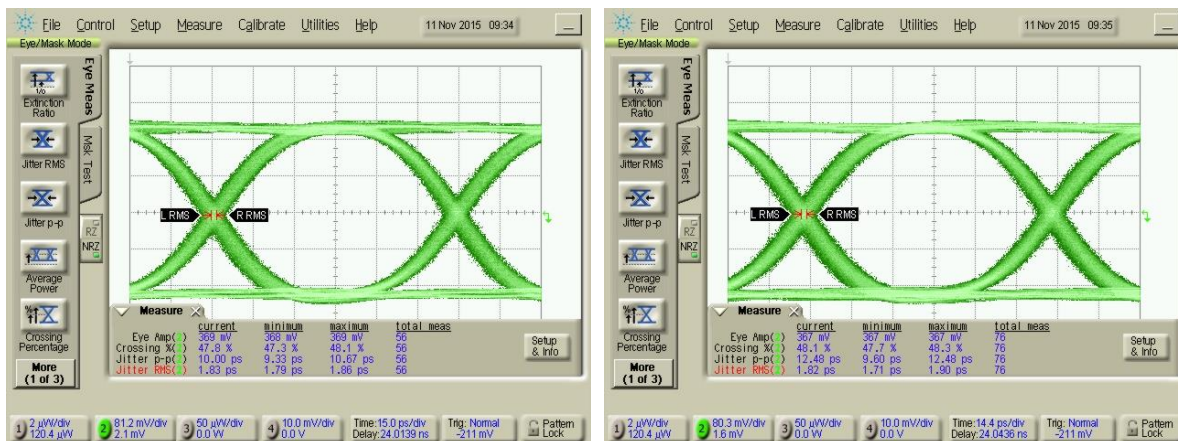 File Control Setup Measure Calibrate Utilities Help 11 Nov 2015 09:34
Eye/Mask Mode
Eye Meas
Msk Test
1/0
Extinction
Ratio
Jitter RMS
Jitter p-p
RZ
NRZ
Average
Power
Crossing
Percentage
More
(1 of 3)
L RMS R RMS
Measure
current minimum maximum total meas
Eye Amp(2) 369 mV 368 mV 369 mV 56
Crossing %(2) 47.8 % 47.3 % 48.1 % 56
Jitter p-p(2) 10.00 ps 9.33 ps 10.67 ps 56
Jitter RMS(2) 1.83 ps 1.79 ps 1.86 ps 56
Setup
& Info
1 2 µW/div 2 81.2 mV/div 3 50 µW/div 4 10.0 mV/div Time:15.0 ps/div Trig: Normal Pattern
120.4 µW 2.1 mV 0.0 W 0.0 V Delay:24.0139 ns -211 mV Lock
File Control Setup Measure Calibrate Utilities Help 11 Nov 2015 09:35
Eye/Mask Mode
Eye Meas
Msk Test
1/0
Extinction
Ratio
Jitter RMS
Jitter p-p
RZ
NRZ
Average
Power
Crossing
Percentage
More
(1 of 3)
L RMS R RMS
Measure
current minimum maximum total meas
Eye Amp(2) 367 mV 367 mV 367 mV 76
Crossing %(2) 48.1 % 47.7 % 48.3 % 76
Jitter p-p(2) 12.48 ps 9.60 ps 12.48 ps 76
Jitter RMS(2) 1.82 ps 1.71 ps 1.90 ps 76
Setup
& Info
1 2 µW/div 2 80.3 mV/div 3 50 µW/div 4 10.0 mV/div Time:14.4 ps/div Trig: Normal Pattern
120.4 µW 1.6 mV 0.0 W 0.0 V Delay:24.0436 ns -211 mV Lock